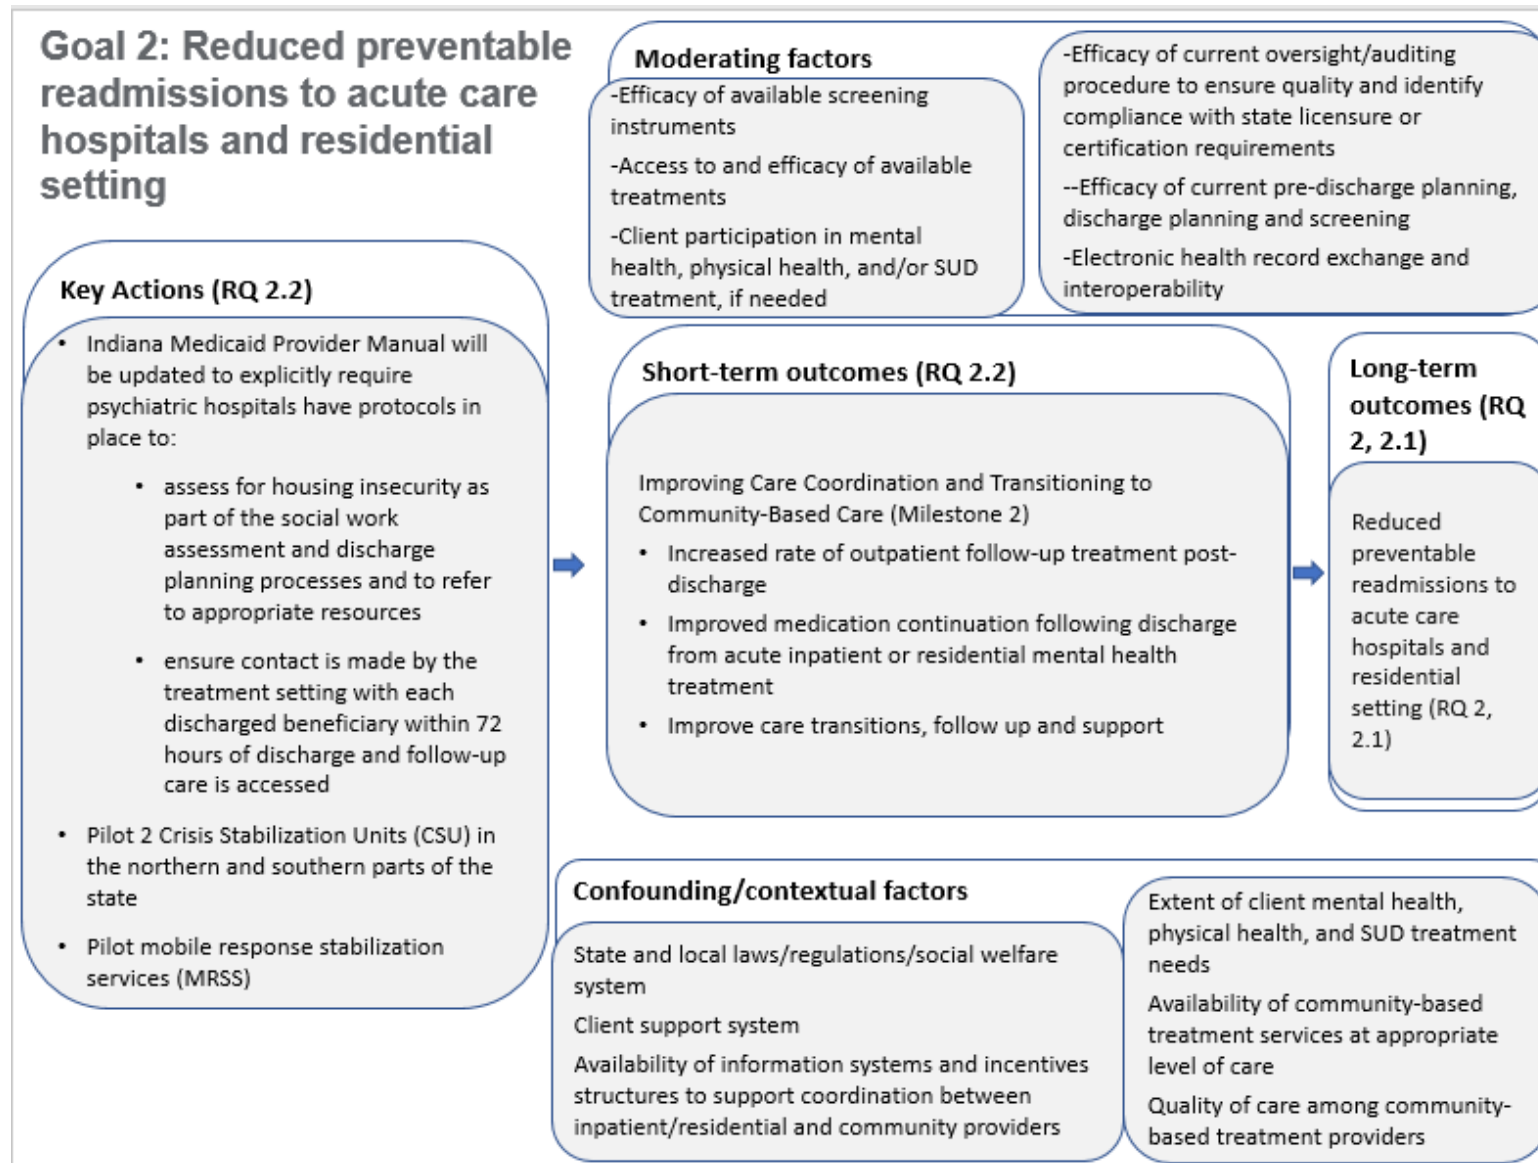 Goal 2: Reduced preventable
readmissions to acute care
hospitals and residential
setting
Moderating factors
-Efficacy of available screening
instruments
-Access to and efficacy of available
treatments
-Client participation in mental
health, physical health, and/or SUD
treatment, if needed
-Efficacy of current oversight/auditing
procedure to ensure quality and identify
compliance with state licensure or
certification requirements
--Efficacy of current pre-discharge planning,
discharge planning and screening
-Electronic health record exchange and
interoperability
Key Actions (RQ 2.2)
• Indiana Medicaid Provider Manual will
be updated to explicitly require
psychiatric hospitals have protocols in
place to:
• assess for housing insecurity as
part of the social work
assessment and discharge
planning processes and to refer
to appropriate resources
• ensure contact is made by the
treatment setting with each
discharged beneficiary within 72
hours of discharge and follow-up
care is accessed
• Pilot 2 Crisis Stabilization Units (CSU) in
the northern and southern parts of the
state
• Pilot mobile response stabilization
services (MRSS)
Short-term outcomes (RQ 2.2)
Improving Care Coordination and Transitioning to
Community-Based Care (Milestone 2)
• Increased rate of outpatient follow-up treatment post-
discharge
• Improved medication continuation following discharge
from acute inpatient or residential mental health
treatment
• Improve care transitions, follow up and support
Long-term
outcomes (RQ
2, 2.1)
Reduced
preventable
readmissions to
acute care
hospitals and
residential
setting (RQ 2,
2.1)
Confounding/contextual factors
State and local laws/regulations/social welfare
system
Client support system
Availability of information systems and incentives
structures to support coordination between
inpatient/residential and community providers
Extent of client mental health,
physical health, and SUD treatment
needs
Availability of community-based
treatment services at appropriate
level of care
Quality of care among community-
based treatment providers